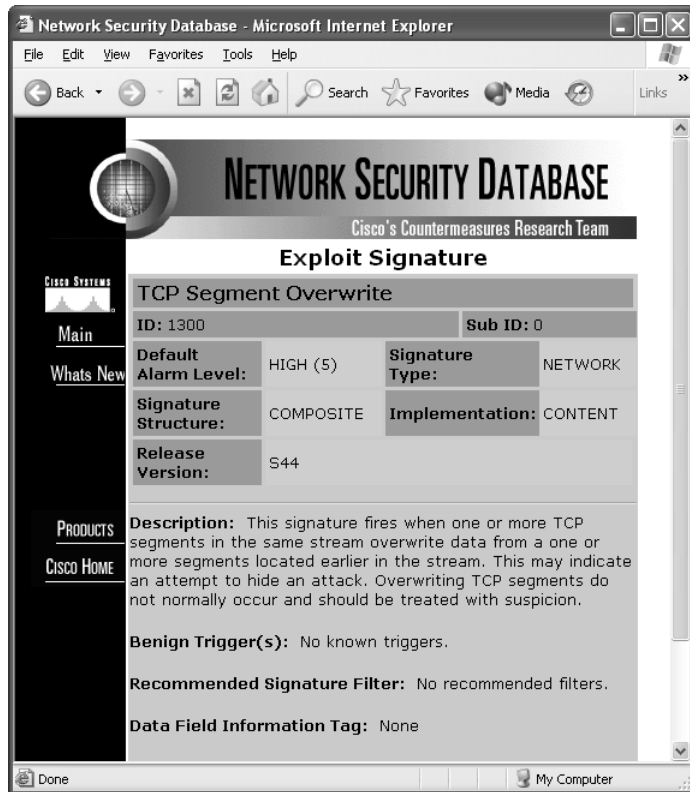 Network Security Database - Microsoft Internet Explorer
File Edit View Favorites Tools Help
Back Search Favorites Media Links »
NETWORK SECURITY DATABASE
Cisco's Countermeasures Research Team
Exploit Signature
CISCO SYSTEMS
Main
Whats New
PRODUCTS
CISCO HOME
TCP Segment Overwrite
ID: 1300 Sub ID: 0
Default Alarm Level: HIGH (5) Signature Type: NETWORK
Signature Structure: COMPOSITE Implementation: CONTENT
Release Version: S44
Description: This signature fires when one or more TCP
segments in the same stream overwrite data from a one or
more segments located earlier in the stream. This may indicate
an attempt to hide an attack. Overwriting TCP segments do
not normally occur and should be treated with suspicion.
Benign Trigger(s): No known triggers.
Recommended Signature Filter: No recommended filters.
Data Field Information Tag: None
Done My Computer